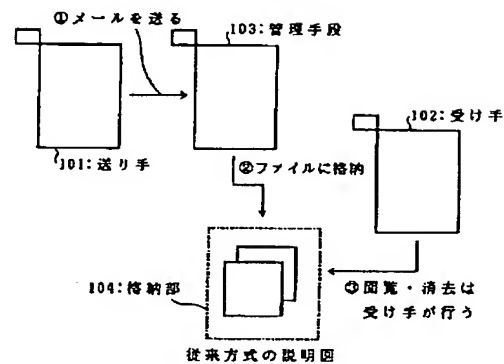 ①メールを送る
103:管理手段
102:受け手
101:送り手
②ファイルに格納
104:格納部
③閲覧・消去は
受け手が行う
従来方式の説明図